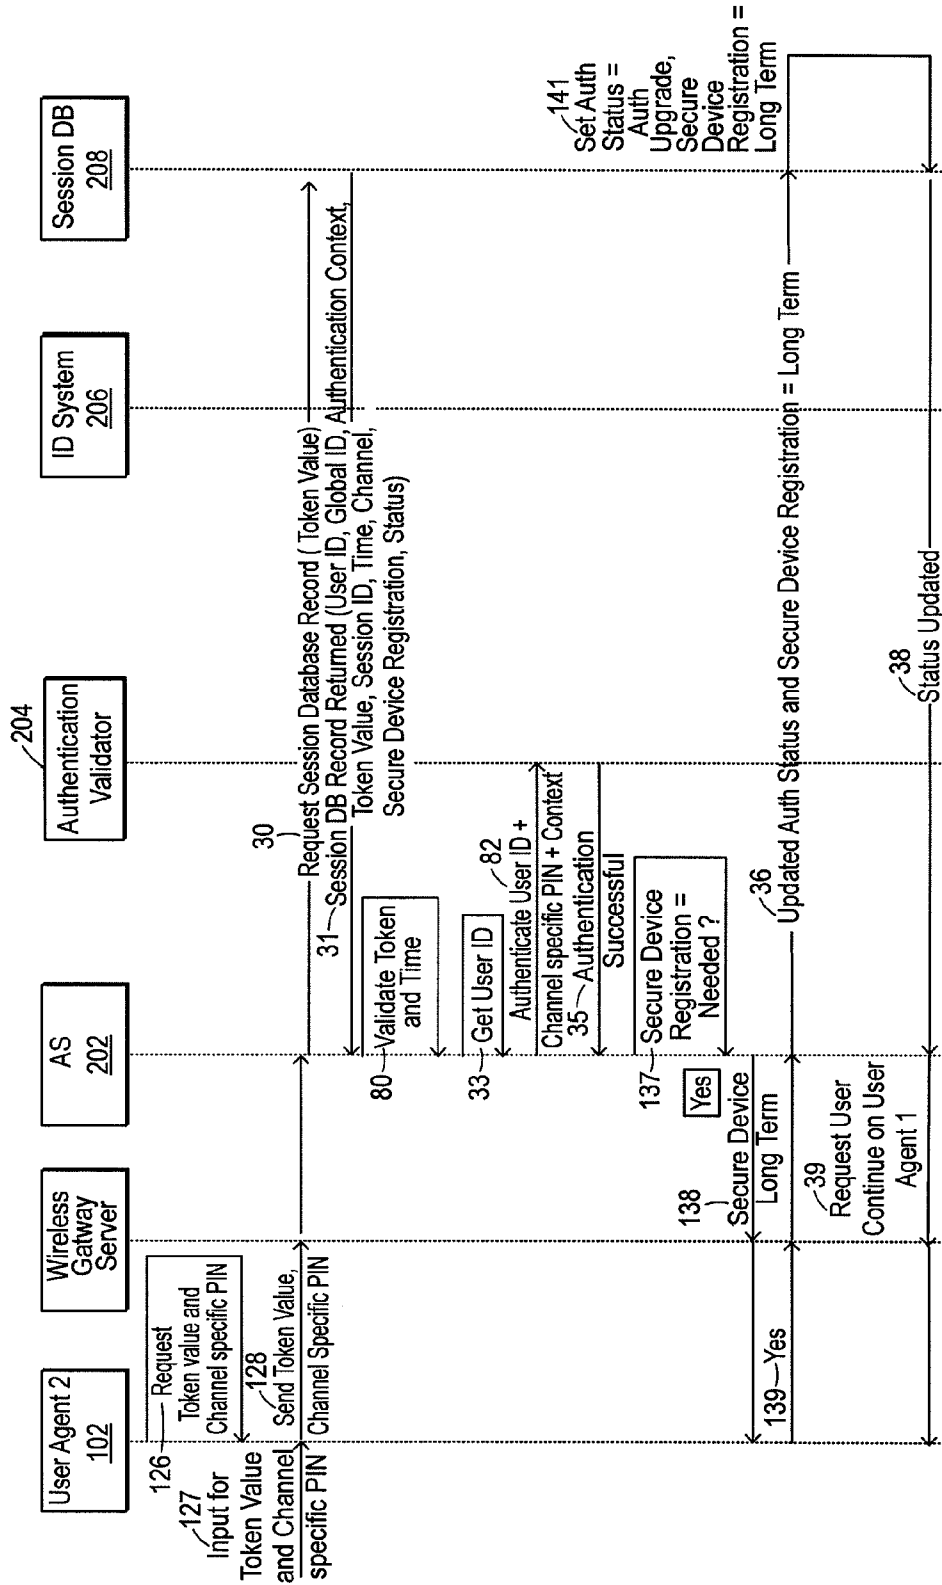 User Agent 2
102
Wireless
Gatway
Server
AS
202
204
Authentication
Validator
ID System
206
Session DB
208
126
Request
Token value and
Channel specific PIN
127
Input for
Token Value
and Channel
specific PIN
128
Send Token Value,
Channel Specific PIN
30
Request Session Database Record ( Token Value)
31
Session DB Record Returned (User ID, Global ID, Authentication Context,
Token Value, Session ID, Time, Channel,
Secure Device Registration, Status)
80
Validate Token
and Time
33
Get User ID
82
Authenticate User ID +
Channel specific PIN + Context
35
Authentication
Successful
137
Secure Device
Registration =
Needed ?
Yes
138
Secure Device
Long Term
139
Yes
36
Updated Auth Status and Secure Device Registration = Long Term
141
Set Auth
Status =
Auth
Upgrade,
Secure
Device
Registration =
Long Term
38
Status Updated
39
Request User
Continue on User
Agent 1